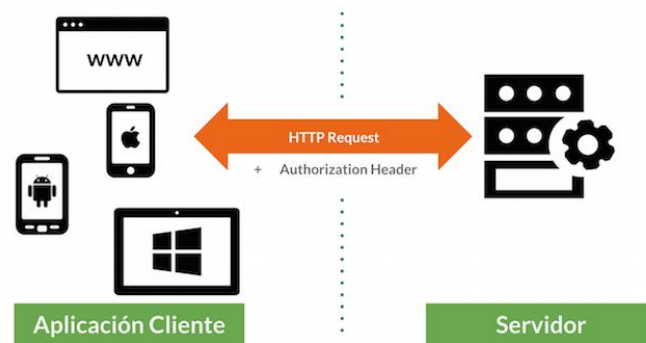 WWW
HTTP Request
+ Authorization Header
Aplicación Cliente
Servidor